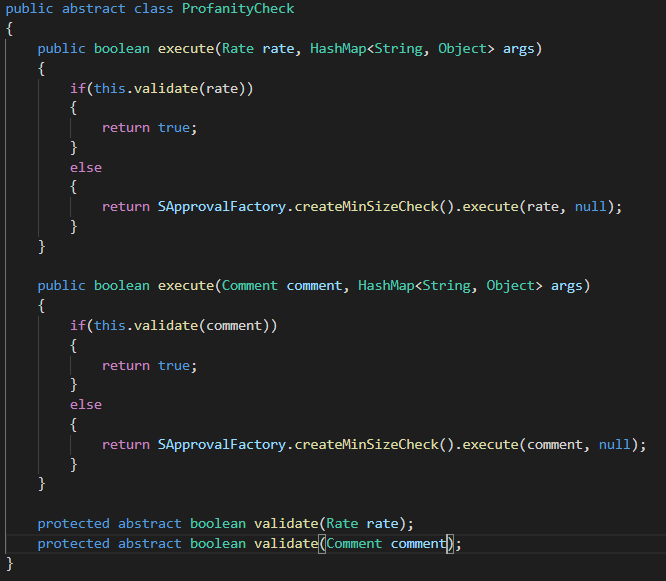 public abstract class ProfanityCheck
{
    public boolean execute(Rate rate, HashMap<String, Object> args)
    {
        if(this.validate(rate))
        {
            return true;
        }
        else
        {
            return SApprovalFactory.createMinSizeCheck().execute(rate, null);
        }
    }

    public boolean execute(Comment comment, HashMap<String, Object> args)
    {
        if(this.validate(comment))
        {
            return true;
        }
        else
        {
            return SApprovalFactory.createMinSizeCheck().execute(comment, null);
        }
    }

    protected abstract boolean validate(Rate rate);
    protected abstract boolean validate(Comment comment);
}